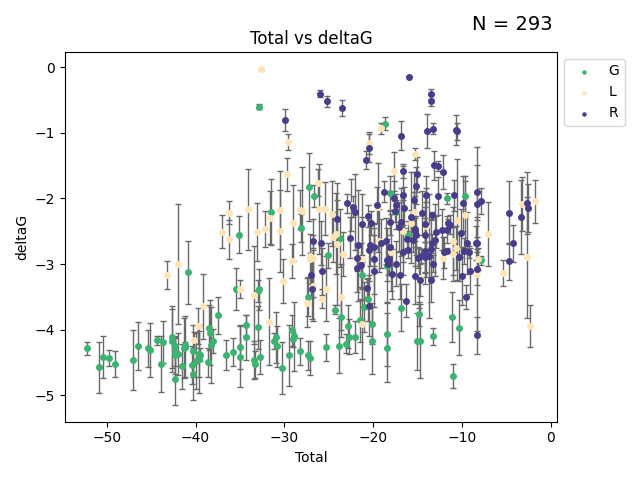 N = 293
Total vs deltaG
G
L
R
deltaG
0
−1
−2
−3
−4
−5
−50 −40 −30 −20 −10 0
Total